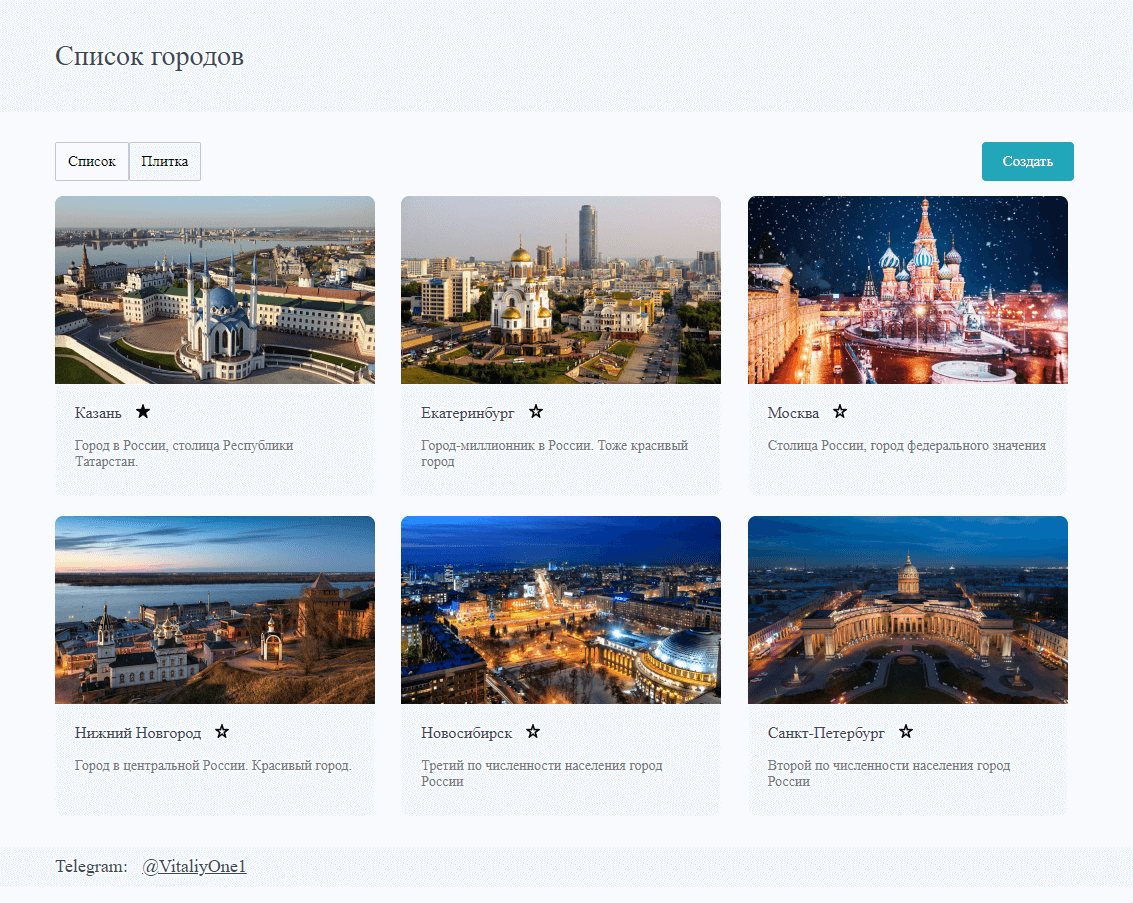 Список городов
Список Плитка Создать
Казань
Город в России, столица Республики
Татарстан.
Екатеринбург
Город-миллионник в России. Тоже красивый
город
Москва
Столица России, город федерального значения
Нижний Новгород
Город в центральной России. Красивый город.
Новосибирск
Третий по численности населения город
России
Санкт-Петербург
Второй по численности населения город
России
Telegram: @VitaliyOne1